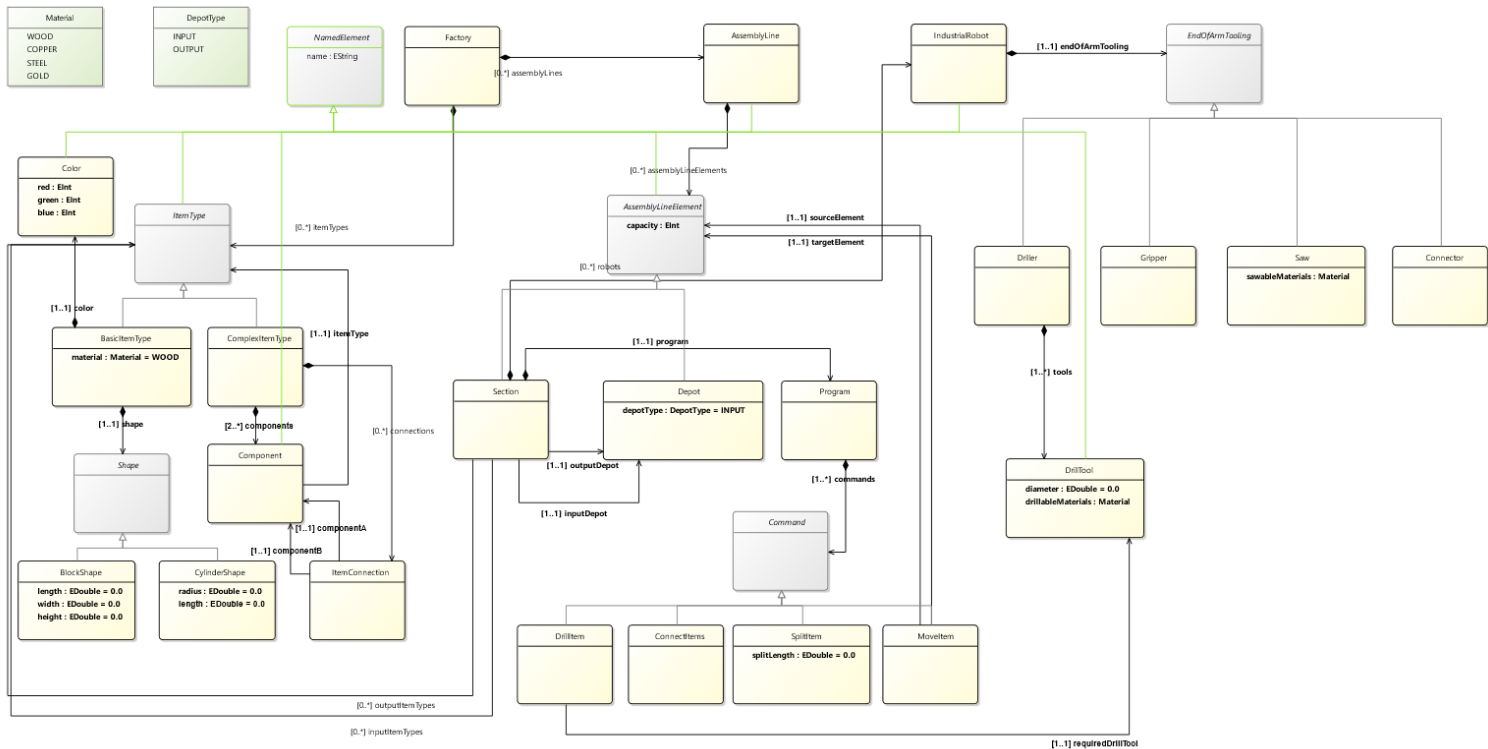 Material
WOOD
COPPER
STEEL
GOLD
DepotType
INPUT
OUTPUT
NamedElement
name : EString
Factory
[0..*] assemblyLines
AssemblyLine
IndustrialRobot
[1..1] endOfArmTooling
EndOfArmTooling
Color
red : EInt
green : EInt
blue : EInt
ItemType
[0..*] itemTypes
[0..*] assemblyLineElements
AssemblyLineElement
capacity : EInt
[1..1] sourceElement
[1..1] targetElement
[0..*] robots
Driller
Gripper
Saw
sawableMaterials : Material
Connector
[1..1] color
BasicItemType
material : Material = WOOD
ComplexItemType
[1..1] itemType
[1..1] program
[1..*] tools
Section
Depot
depotType : DepotType = INPUT
Program
[1..1] shape
[2..*] components
[0..*] connections
Shape
Component
[1..1] outputDepot
[1..1] inputDepot
[1..*] commands
DrillTool
diameter : EDouble = 0.0
drillableMaterials : Material
Command
[1..1] componentA
[1..1] componentB
BlockShape
length : EDouble = 0.0
width : EDouble = 0.0
height : EDouble = 0.0
CylinderShape
radius : EDouble = 0.0
length : EDouble = 0.0
ItemConnection
DrillItem
ConnectItems
SplitItem
splitLength : EDouble = 0.0
MoveItem
[0..*] outputItemTypes
[0..*] inputItemTypes
[1..1] requiredDrillTool